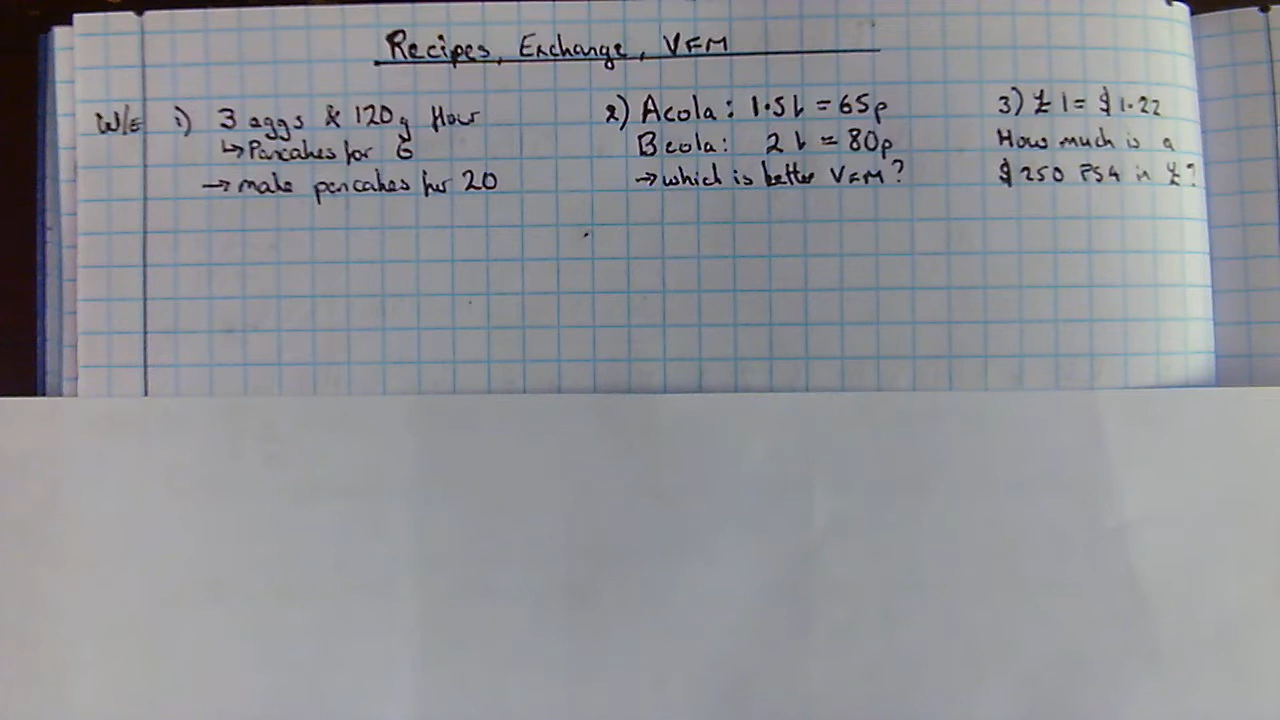 Recipes, Exchange, VFM
W/E 1) 3 eggs & 120g flour
↳ Pancakes for 6
→ make pancakes for 20
2) Acola: 1.5l = 65p
Bcola: 2l = 80p
→ which is better VFM?
3) £1 = $1.22
How much is a
$250 PS4 in £?